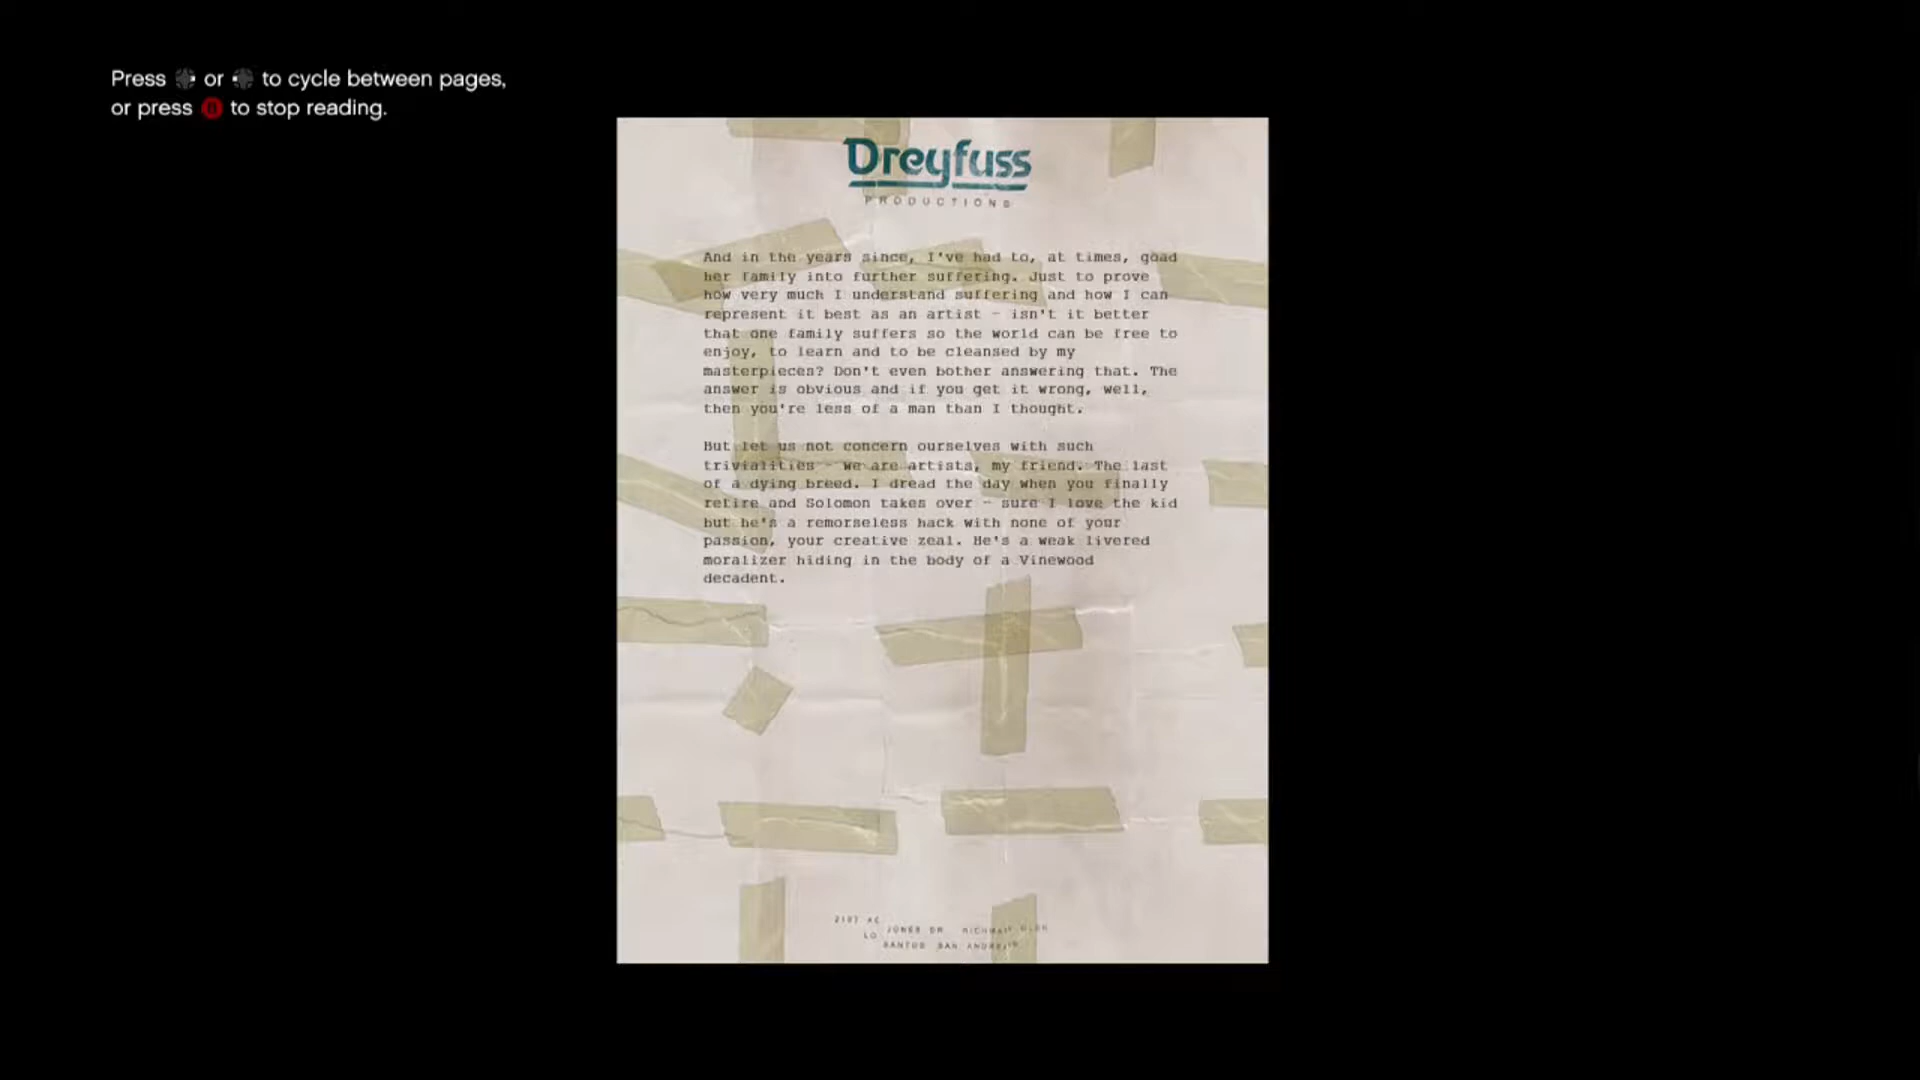 Press or to cycle between pages,
or press B to stop reading.
Dreyfuss
PRODUCTIONS
And in the years since, I've had to, at times, goad
her family into further suffering. Just to prove
how very much I understand suffering and how I can
represent it best as an artist – isn't it better
that one family suffers so the world can be free to
enjoy, to learn and to be cleansed by my
masterpieces? Don't even bother answering that. The
answer is obvious and if you get it wrong, well,
then you're less of a man than I thought.
But let us not concern ourselves with such
trivialities – we are artists, my friend. The last
of a dying breed. I dread the day when you finally
retire and Solomon takes over – sure I love the kid
but he's a remorseless hack with none of your
passion, your creative zeal. He's a weak livered
moralizer hiding in the body of a Vinewood
decadent.
JONES DR
LO
SANTOS SAN